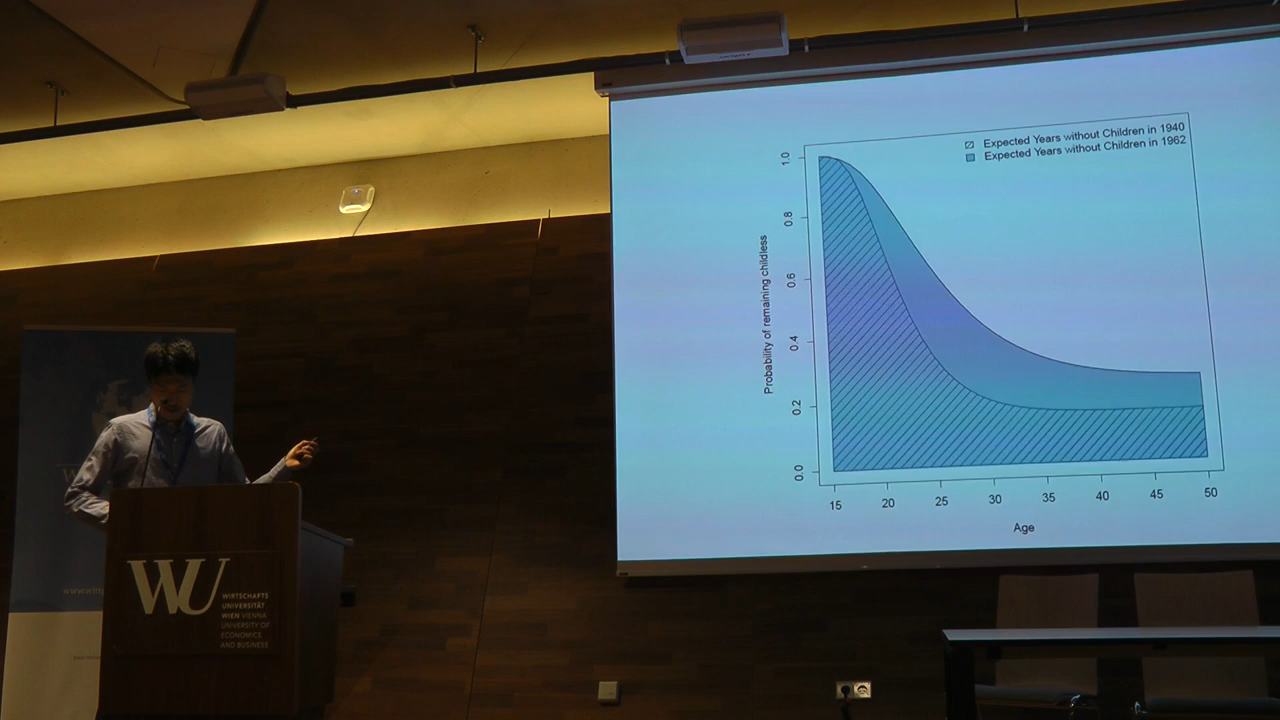 Expected Years without Children in 1940
Expected Years without Children in 1962
Probability of remaining childless
1.0
0.8
0.6
0.4
0.2
0.0
15 20 25 30 35 40 45 50
Age
WU
WIRTSCHAFTS
UNIVERSITÄT
WIEN VIENNA
UNIVERSITY OF
ECONOMICS
AND BUSINESS